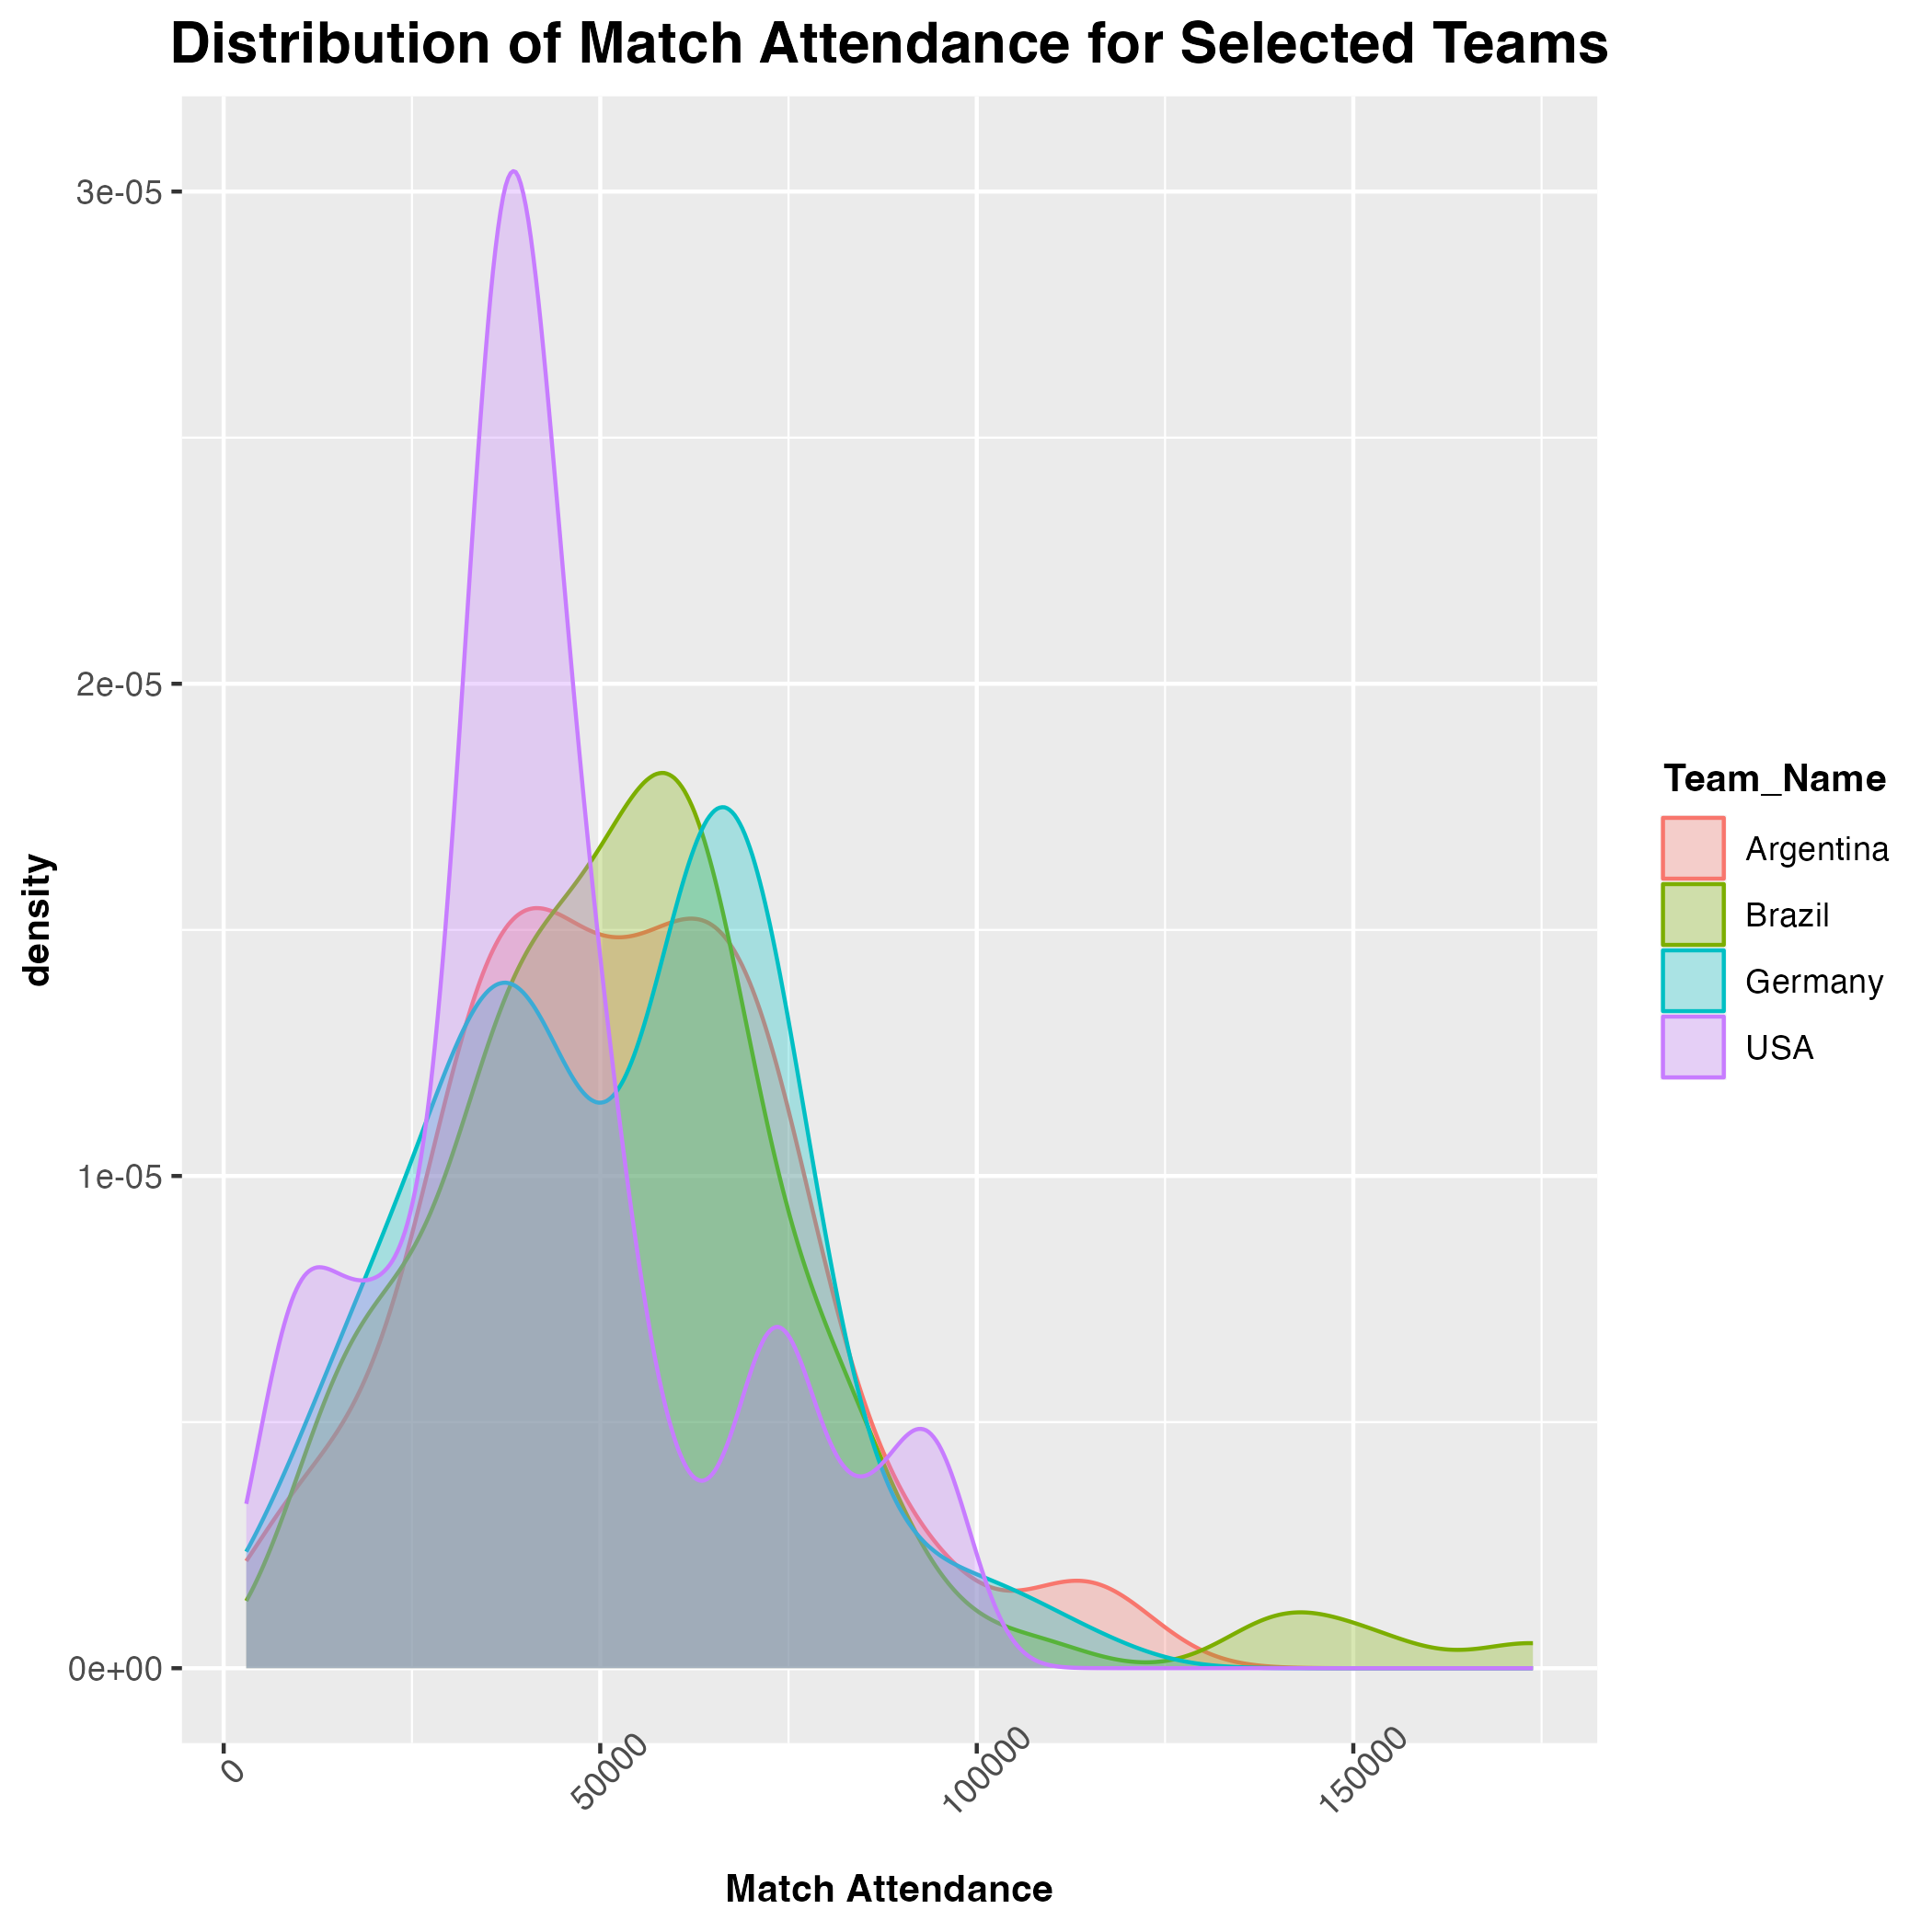 Distribution of Match Attendance for Selected Teams
density
3e-05
2e-05
1e-05
0e+00
0
50000
100000
150000
Match Attendance
Team_Name
Argentina
Brazil
Germany
USA